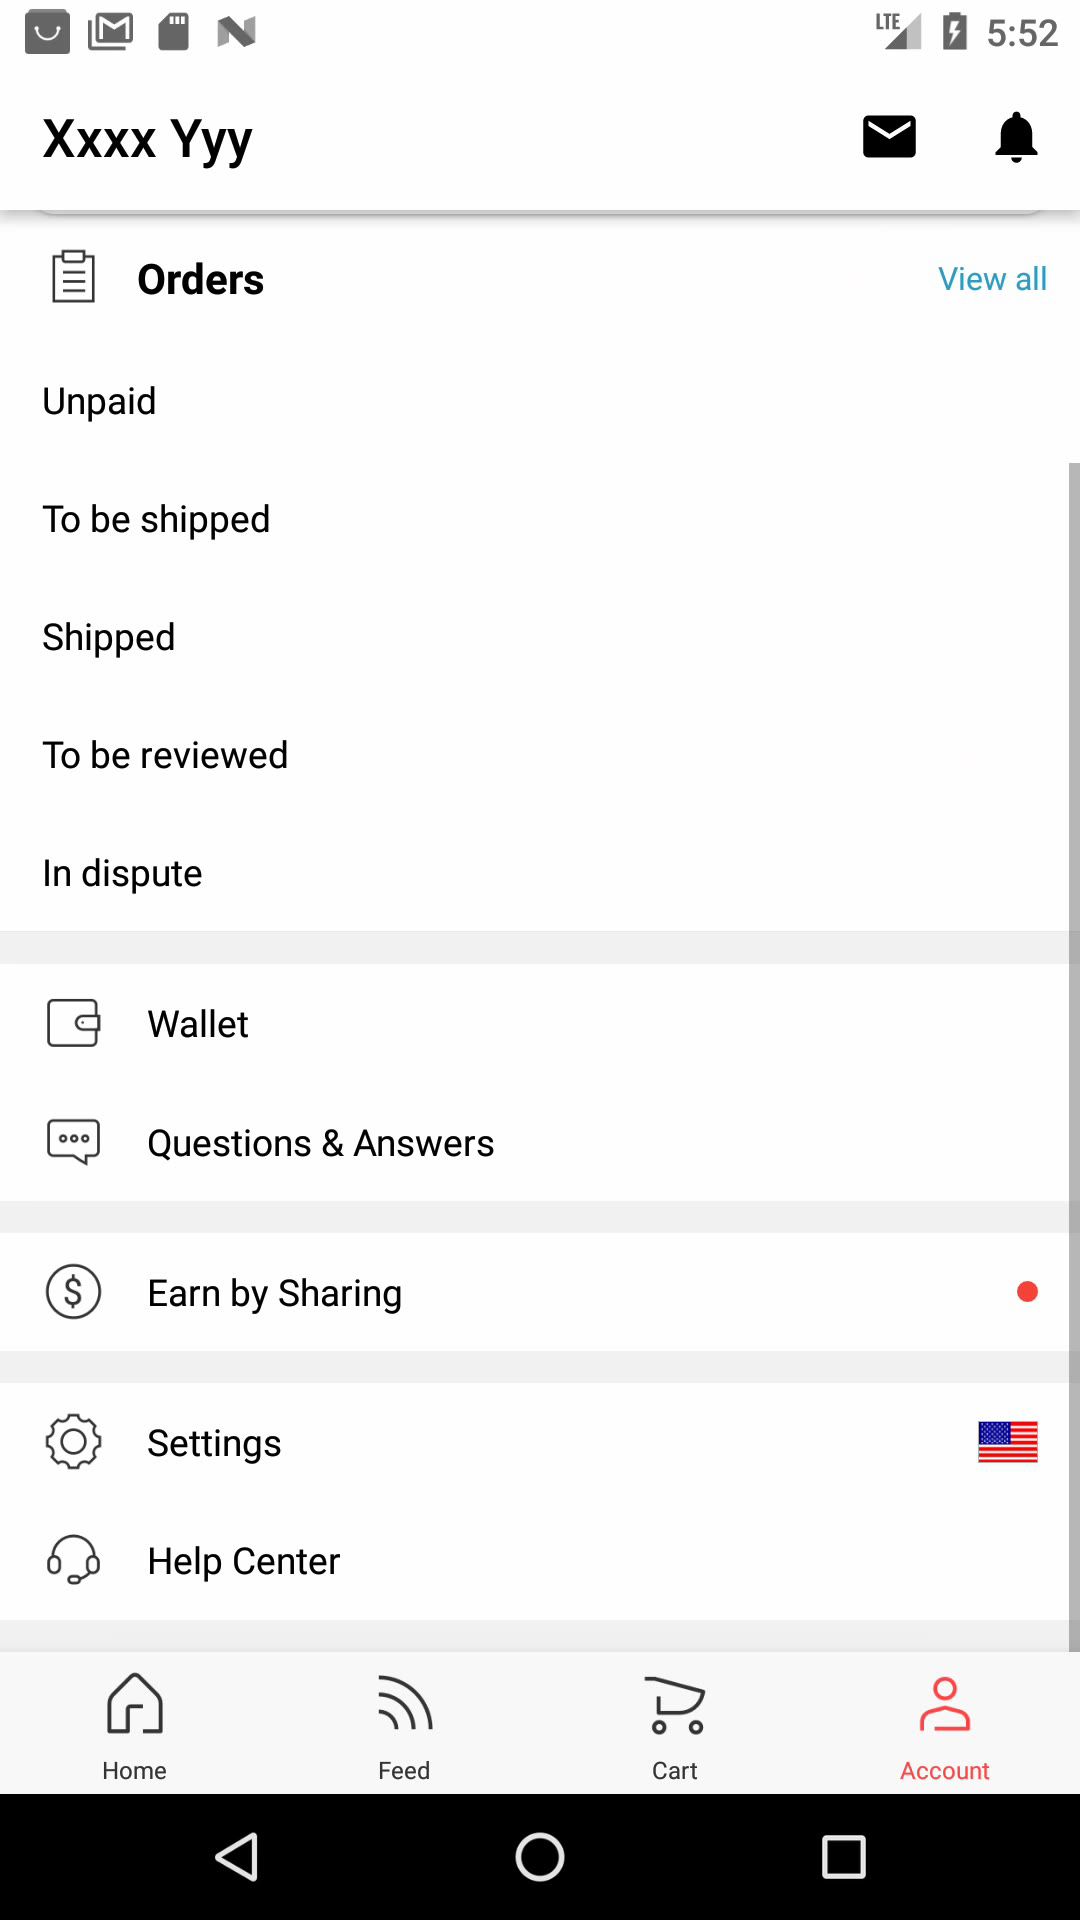 LTE 5:52
Xxxx Yyy
Orders View all
Unpaid
To be shipped
Shipped
To be reviewed
In dispute
Wallet
Questions & Answers
Earn by Sharing
Settings
Help Center
Home Feed Cart Account